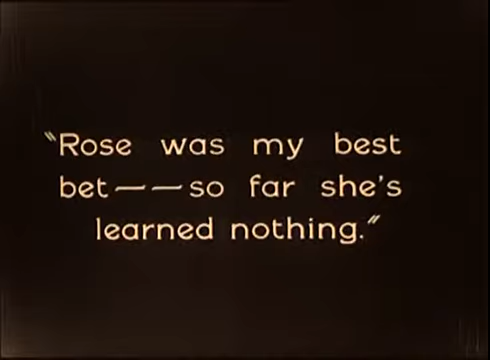 "Rose was my best
bet——so far she's
learned nothing."